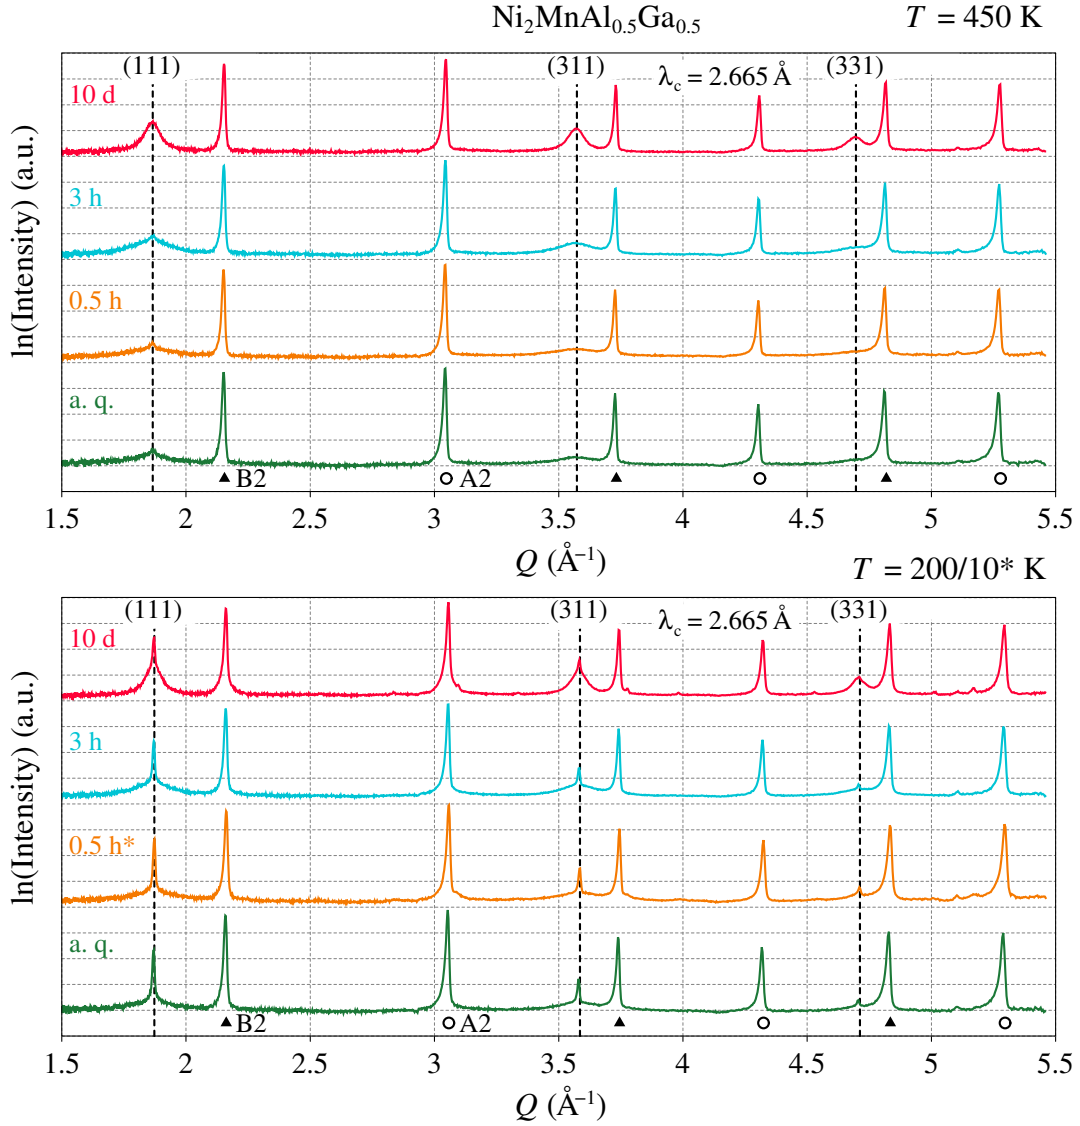 Ni₂MnAl₀.₅Ga₀.₅ T = 450 K
(111) (311) λc = 2.665 Å (331)
10 d
3 h
0.5 h
a. q.
▲ B2 ○ A2 ▲ ○ ▲ ○
ln(Intensity) (a.u.)
1.5 2 2.5 3 3.5 4 4.5 5 5.5
Q (Å⁻¹)
T = 200/10* K
(111) (311) λc = 2.665 Å (331)
10 d
3 h
0.5 h*
a. q.
▲ B2 ○ A2 ▲ ○ ▲ ○
ln(Intensity) (a.u.)
1.5 2 2.5 3 3.5 4 4.5 5 5.5
Q (Å⁻¹)